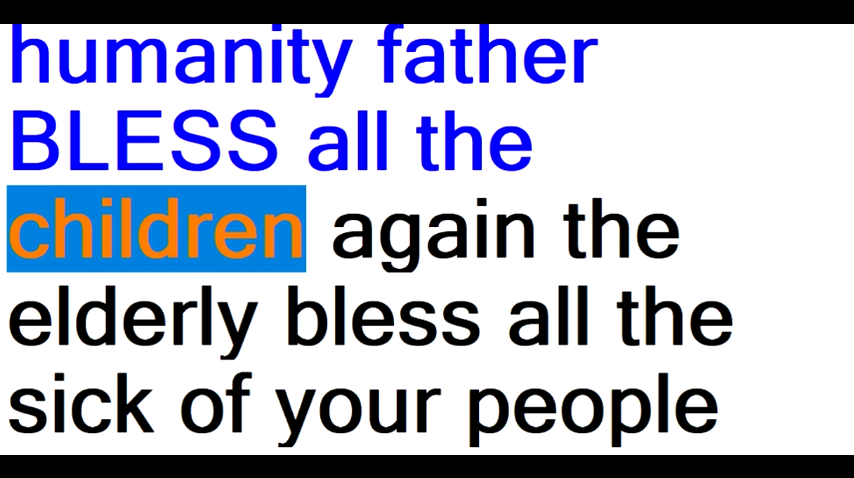 humanity father
BLESS all the
children again the
elderly bless all the
sick of your people